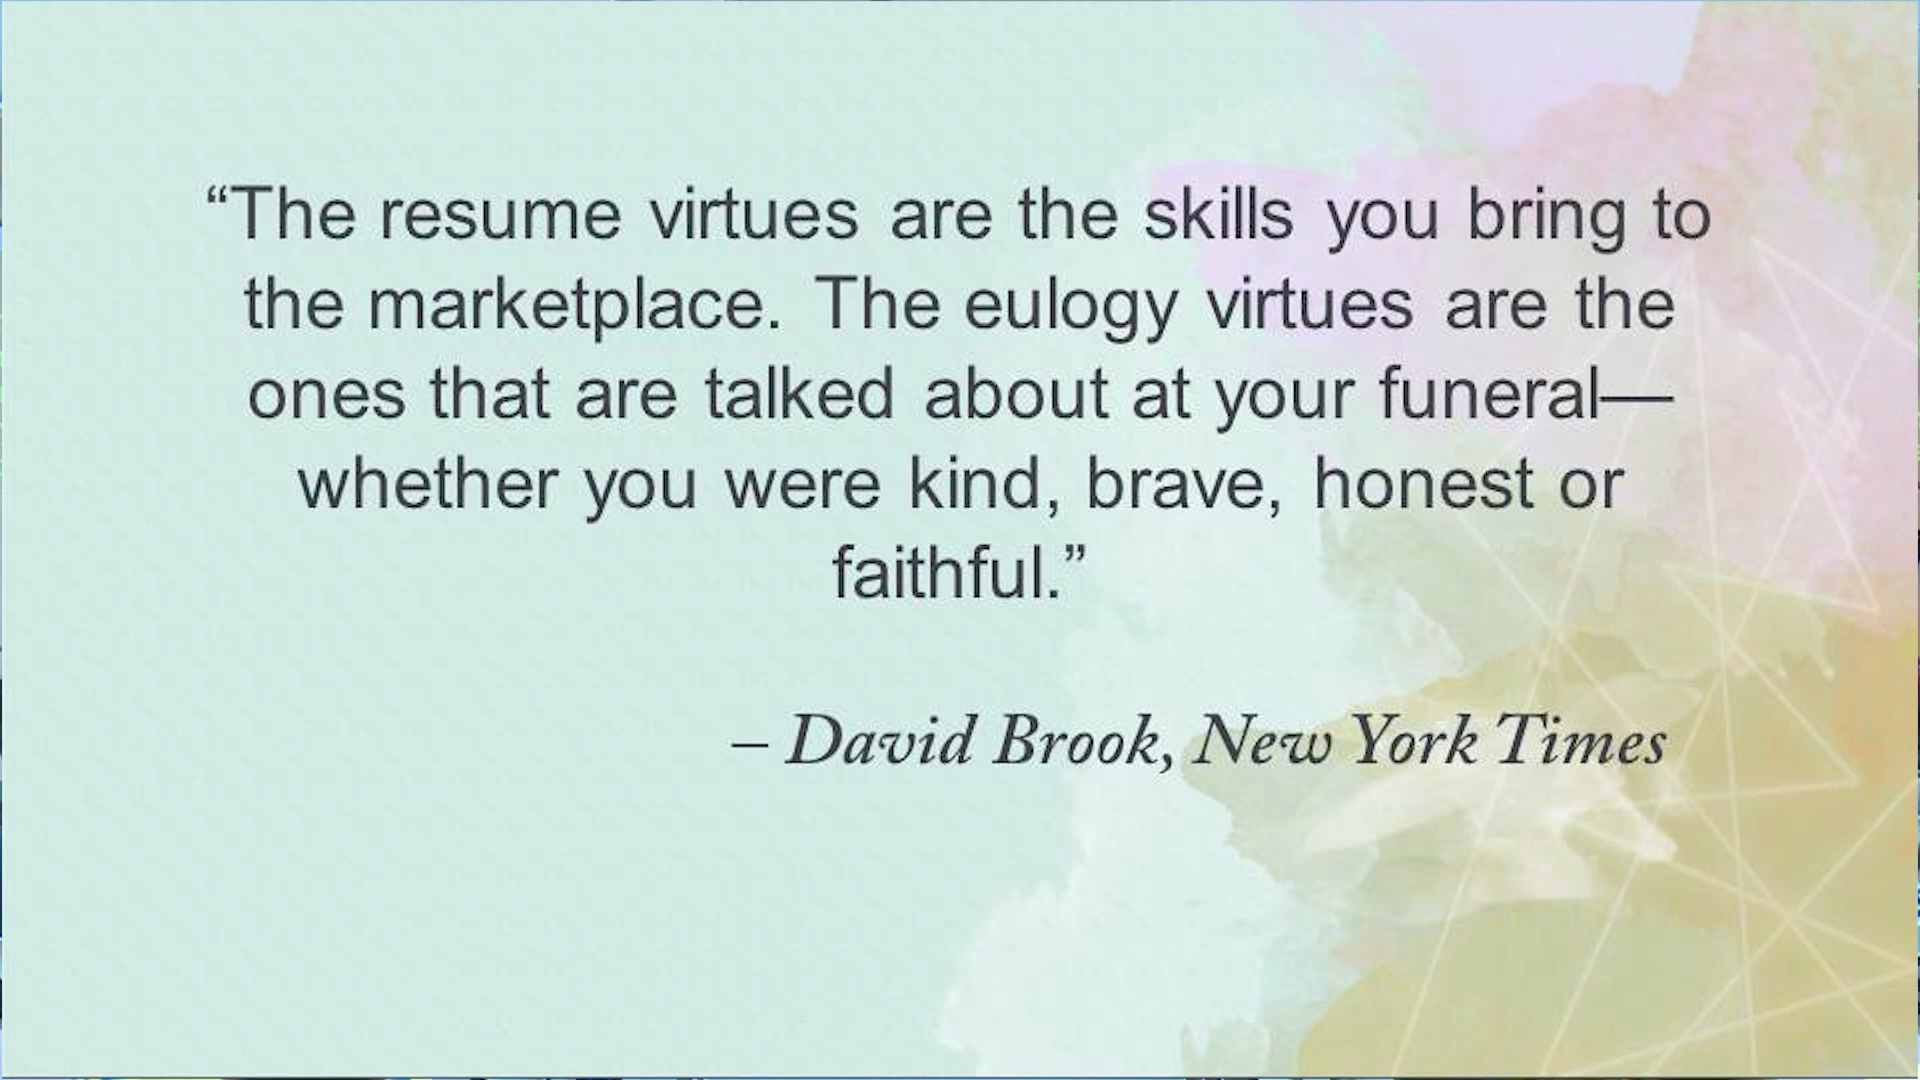 “The resume virtues are the skills you bring to
the marketplace. The eulogy virtues are the
ones that are talked about at your funeral—
whether you were kind, brave, honest or
faithful.”
– David Brook, New York Times